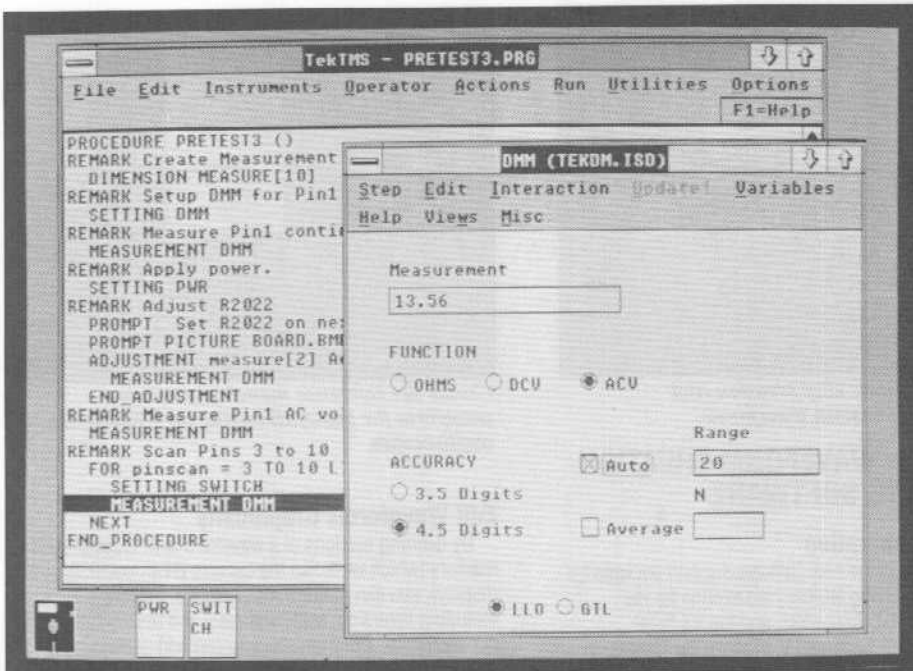 TekTMS - PRETEST3.PRG
File Edit Instruments Operator Actions Run Utilities Options
F1=Help
PROCEDURE PRETEST3 ()
REMARK Create Measurement
DIMENSION MEASURE[10]
REMARK Setup DMM for Pin1
SETTING DMM
REMARK Measure Pin1 conti
MEASUREMENT DMM
REMARK Apply power.
SETTING PWR
REMARK Adjust R2022
PROMPT Set R2022 on ne
PROMPT PICTURE BOARD.BM
ADJUSTMENT measure[2] A
MEASUREMENT DMM
END_ADJUSTMENT
REMARK Measure Pin1 AC vo
MEASUREMENT DMM
REMARK Scan Pins 3 to 10
FOR pinscan = 3 TO 10 L
SETTING SWITCH
MEASUREMENT DMM
NEXT
END_PROCEDURE
DMM (TEKDM.ISD)
Step Edit Interaction Update! Variables
Help Views Misc
Measurement
13.56
FUNCTION
OHMS DCV ACV
Range
ACCURACY Auto 20
3.5 Digits N
4.5 Digits Average
LLO GTL
PWR SWIT
CH